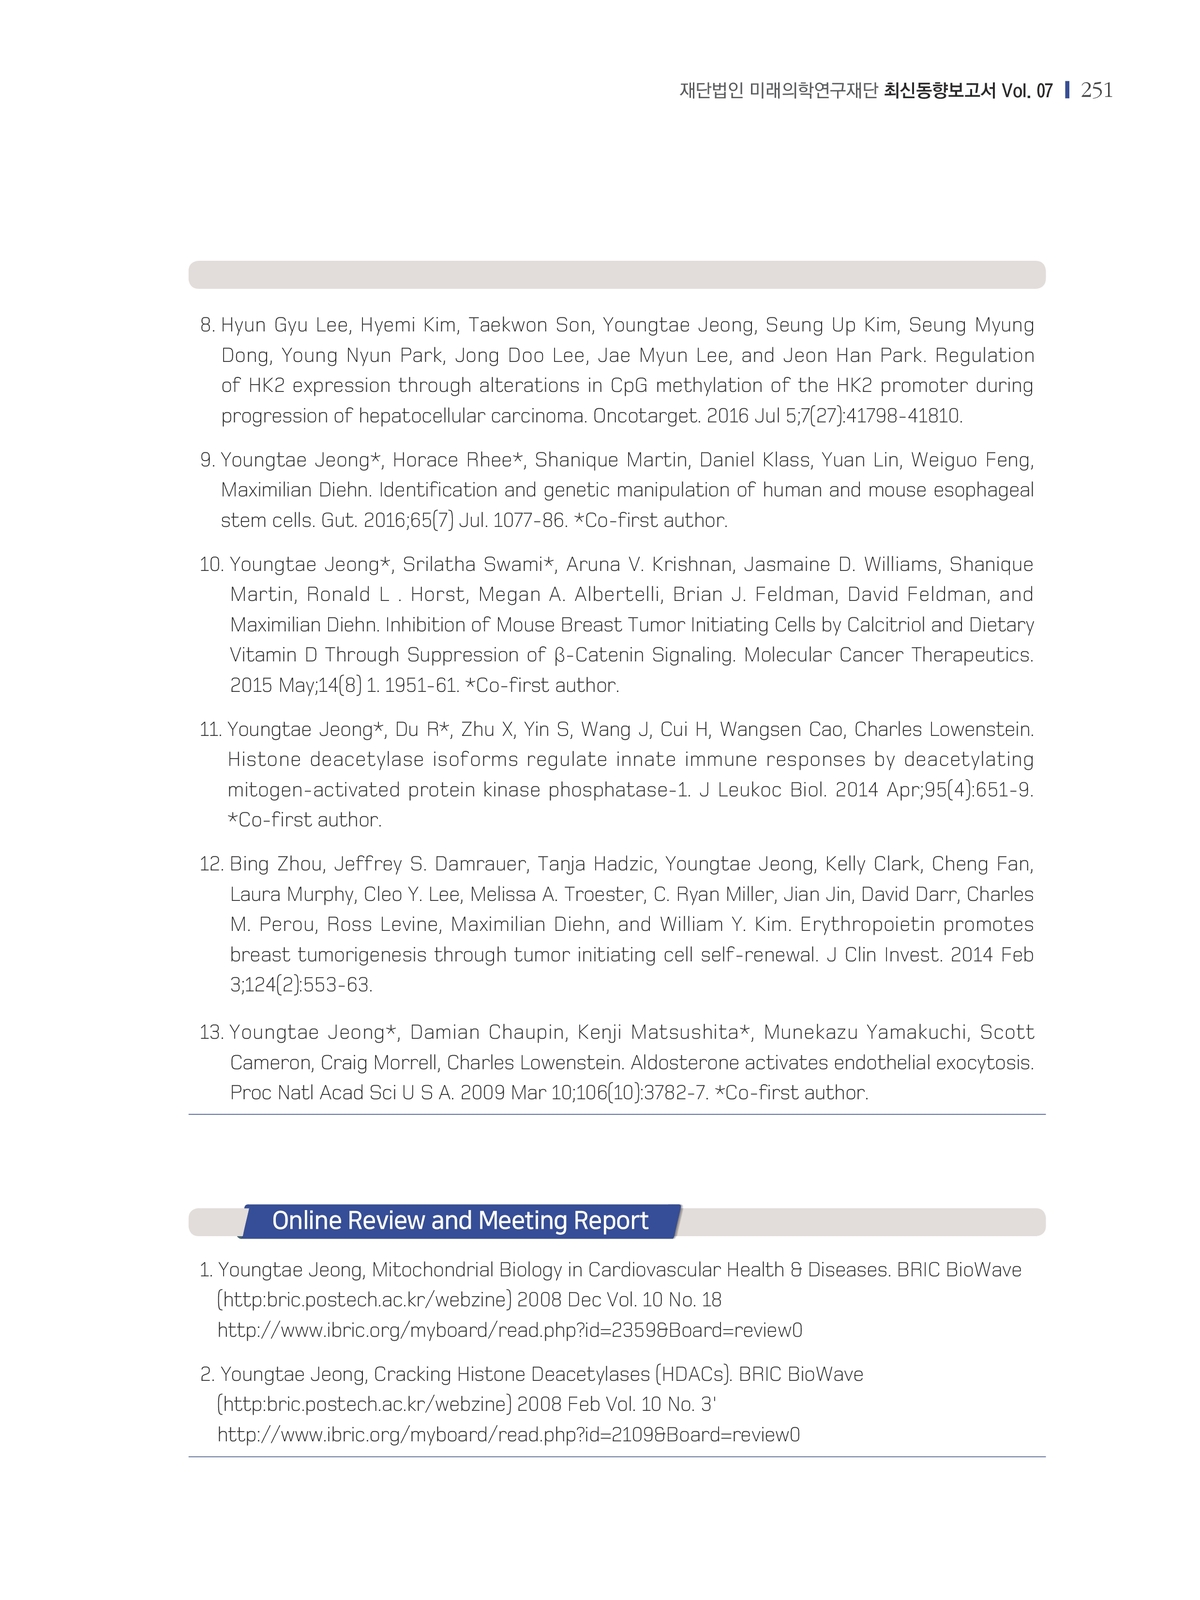 재단법인 미래의학연구재단 최신동향보고서 Vol. 07 251
8. Hyun Gyu Lee, Hyemi Kim, Taekwon Son, Youngtae Jeong, Seung Up Kim, Seung Myung
Dong, Young Nyun Park, Jong Doo Lee, Jae Myun Lee, and Jeon Han Park. Regulation
of HK2 expression through alterations in CpG methylation of the HK2 promoter during
progression of hepatocellular carcinoma. Oncotarget. 2016 Jul 5;7(27):41798-41810.
9. Youngtae Jeong*, Horace Rhee*, Shanique Martin, Daniel Klass, Yuan Lin, Weiguo Feng,
Maximilian Diehn. Identification and genetic manipulation of human and mouse esophageal
stem cells. Gut. 2016;65(7) Jul. 1077-86. *Co-first author.
10. Youngtae Jeong*, Srilatha Swami*, Aruna V. Krishnan, Jasmaine D. Williams, Shanique
Martin, Ronald L . Horst, Megan A. Albertelli, Brian J. Feldman, David Feldman, and
Maximilian Diehn. Inhibition of Mouse Breast Tumor Initiating Cells by Calcitriol and Dietary
Vitamin D Through Suppression of β-Catenin Signaling. Molecular Cancer Therapeutics.
2015 May;14(8) 1. 1951-61. *Co-first author.
11. Youngtae Jeong*, Du R*, Zhu X, Yin S, Wang J, Cui H, Wangsen Cao, Charles Lowenstein.
Histone deacetylase isoforms regulate innate immune responses by deacetylating
mitogen-activated protein kinase phosphatase-1. J Leukoc Biol. 2014 Apr;95(4):651-9.
*Co-first author.
12. Bing Zhou, Jeffrey S. Damrauer, Tanja Hadzic, Youngtae Jeong, Kelly Clark, Cheng Fan,
Laura Murphy, Cleo Y. Lee, Melissa A. Troester, C. Ryan Miller, Jian Jin, David Darr, Charles
M. Perou, Ross Levine, Maximilian Diehn, and William Y. Kim. Erythropoietin promotes
breast tumorigenesis through tumor initiating cell self-renewal. J Clin Invest. 2014 Feb
3;124(2):553-63.
13. Youngtae Jeong*, Damian Chaupin, Kenji Matsushita*, Munekazu Yamakuchi, Scott
Cameron, Craig Morrell, Charles Lowenstein. Aldosterone activates endothelial exocytosis.
Proc Natl Acad Sci U S A. 2009 Mar 10;106(10):3782-7. *Co-first author.
Online Review and Meeting Report
1. Youngtae Jeong, Mitochondrial Biology in Cardiovascular Health & Diseases. BRIC BioWave
(http:bric.postech.ac.kr/webzine) 2008 Dec Vol. 10 No. 18
http://www.ibric.org/myboard/read.php?id=2359&Board=review0
2. Youngtae Jeong, Cracking Histone Deacetylases (HDACs). BRIC BioWave
(http:bric.postech.ac.kr/webzine) 2008 Feb Vol. 10 No. 3'
http://www.ibric.org/myboard/read.php?id=2109&Board=review0